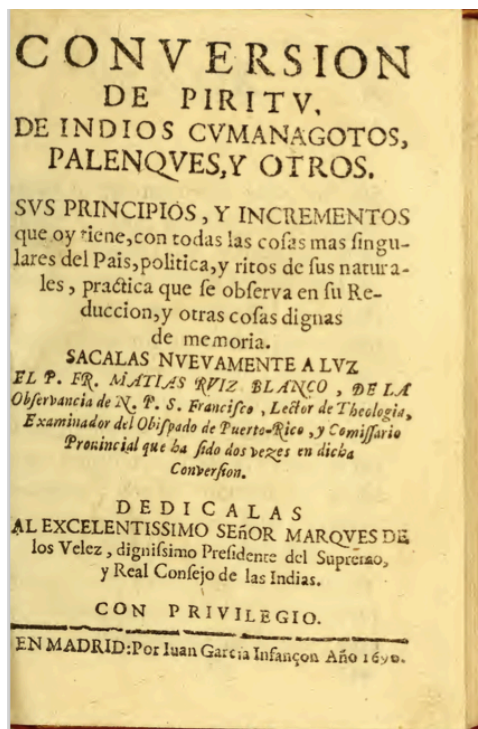 CONVERSION
DE PIRITV,
DE INDIOS CVMANAGOTOS,
PALENQVES, Y OTROS.
SVS PRINCIPIOS, Y INCREMENTOS
que oy tiene, con todas las coſas mas ſingu-
lares del Pais, politica, y ritos de ſus natura-
les, practica que ſe obſerva en ſu Re-
duccion, y otras coſas dignas
de memoria.
SACALAS NVEVAMENTE A LVZ
EL P. FR. MATIAS RVIZ BLANCO, DE LA
Obſervancia de N. P. S. Franciſco, Lector de Theologia,
Examinador del Obiſpado de Puerto-Rico, y Comiſſario
Prouincial que ha ſido dos vezes en dicha
Converſion.
DEDICALAS
AL EXCELENTISSIMO SEñOR MARQVES DE
los Velez, digniſsimo Preſidente del Supremo,
y Real Conſejo de las Indias.
CON PRIVILEGIO.
EN MADRID: Por Iuan Garcia Infançon Año 1690.